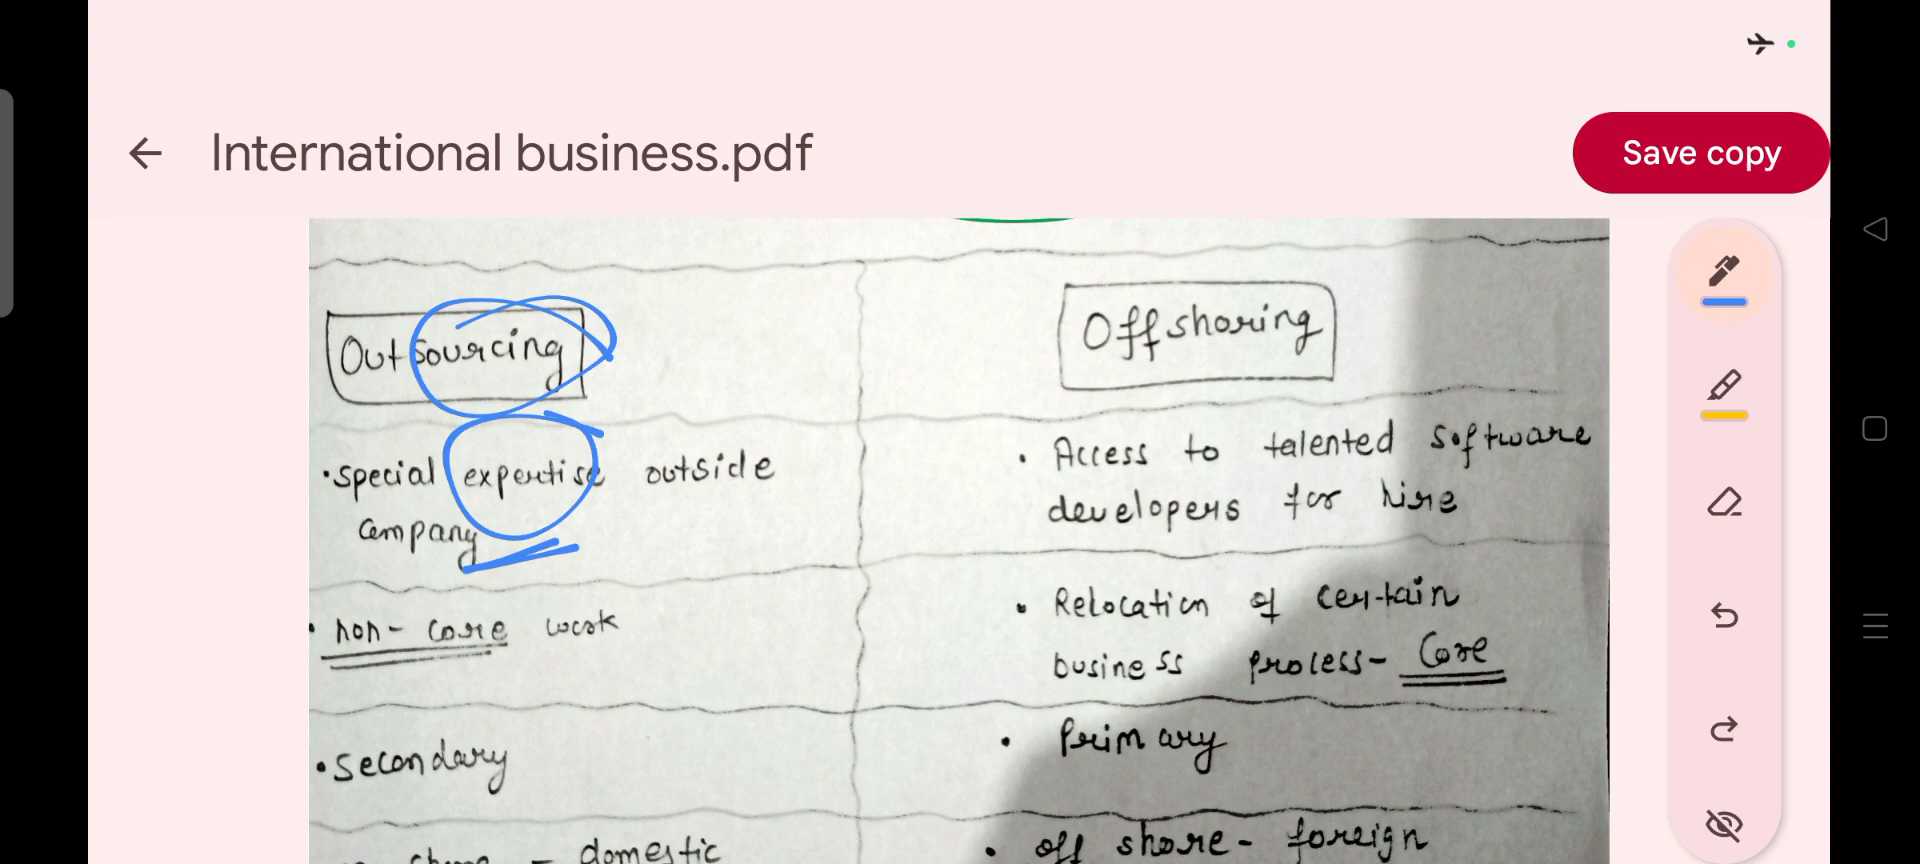 International business.pdf
Save copy
Outsourcing
Offshoring
• special expertise outside
company
• Access to talented software
developers for hire
• non-core work
• Relocation of certain
business process- Core
• Secondary
• Primary
shore - domestic
• off shore - foreign